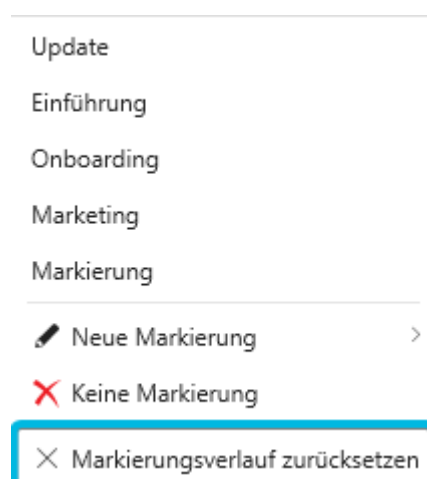 Update
Einführung
Onboarding
Marketing
Markierung
Neue Markierung
Keine Markierung
Markierungsverlauf zurücksetzen